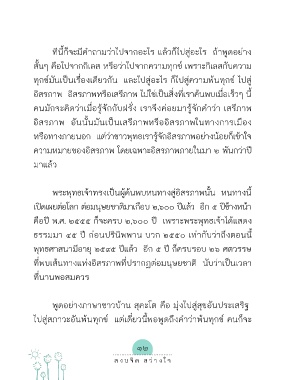 ทีนี้ก็จะมีคำถามว่าไปจากอะไร แล้วก็ไปสู่อะไร ถ้าพูดอย่าง
สั้นๆ คือไปจากกิเลส หรือว่าไปจากความทุกข์ เพราะกิเลสกับความ
ทุกข์มันเป็นเรื่องเดียวกัน และไปสู่อะไร ก็ไปสู่ความพ้นทุกข์ ไปสู่
อิสรภาพ อิสรภาพหรือเสรีภาพ ไม่ใช่เป็นสิ่งที่เราค้นพบเมื่อเร็วๆ นี้
คนมักจะคิดว่าเมื่อรู้จักกับฝรั่ง เราจึงค่อยมารู้จักคำว่า เสรีภาพ
อิสรภาพ อันนั้นมันเป็นเสรีภาพหรืออิสรภาพในทางการเมือง
หรือทางภายนอก แต่ว่าชาวพุทธเรารู้จักอิสรภาพอย่างน้อยก็เข้าใจ
ความหมายของอิสรภาพ โดยเฉพาะอิสรภาพภายในมา ๒ พันกว่าปี
มาแล้ว
พระพุทธเจ้าทรงเป็นผู้ค้นพบหนทางสู่อิสรภาพนั้น หนทางนี้
เปิดเผยต่อโลก ต่อมนุษยชาติมาเกือบ ๒,๖๐๐ ปีแล้ว อีก ๕ ปีข้างหน้า
คือปี พ.ศ. ๒๕๕๕ ก็จะครบ ๒,๖๐๐ ปี เพราะพระพุทธเจ้าได้แสดง
ธรรมมา ๔๕ ปี ก่อนปรินิพพาน บวก ๒๕๕๐ เท่ากับว่าถึงตอนนี้
พุทธศาสนามีอายุ ๒๕๙๕ ปีแล้ว อีก ๕ ปี ก็ครบรอบ ๒๖ ศตวรรษ
ที่พบเส้นทางแห่งอิสรภาพที่ปรากฏต่อมนุษยชาติ นับว่าเป็นเวลา
ที่นานพอสมควร
พูดอย่างภาษาชาวบ้าน สุคะโต คือ มุ่งไปสู่สุขอันประเสริฐ
ไปสู่สภาวะอันพ้นทุกข์ แต่เดี๋ยวนี้พอพูดถึงคำว่าพ้นทุกข์ คนก็จะ
๑๒
สงบจิต สว่างใจ